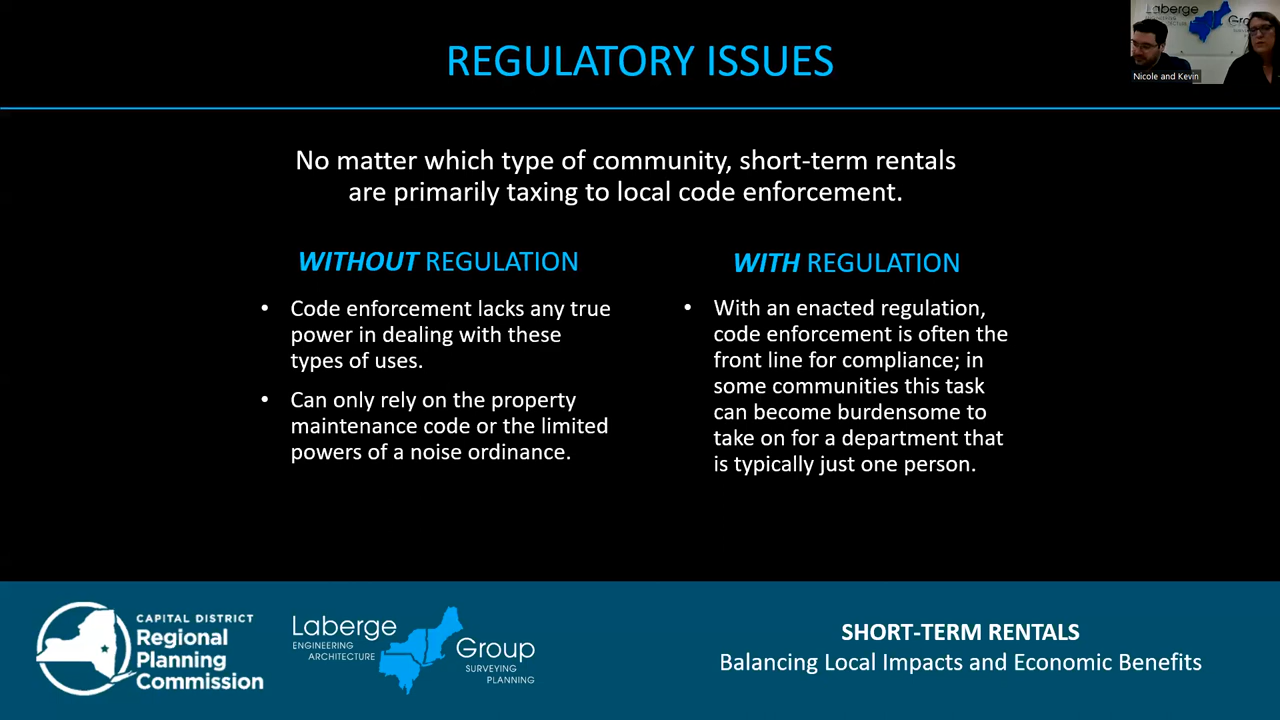 REGULATORY ISSUES
Laberge
Nicole and Kevin
No matter which type of community, short-term rentals
are primarily taxing to local code enforcement.
WITHOUT REGULATION
• Code enforcement lacks any true
power in dealing with these
types of uses.
• Can only rely on the property
maintenance code or the limited
powers of a noise ordinance.
WITH REGULATION
• With an enacted regulation,
code enforcement is often the
front line for compliance; in
some communities this task
can become burdensome to
take on for a department that
is typically just one person.
CAPITAL DISTRICT
Regional
Planning
Commission
Laberge
ENGINEERING
ARCHITECTURE
Group
SURVEYING
PLANNING
SHORT-TERM RENTALS
Balancing Local Impacts and Economic Benefits